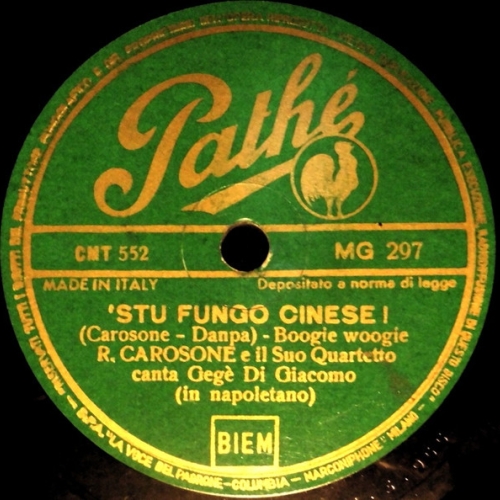 Pathé
CMT 552
MG 297
MADE IN ITALY
Depositato a norma di legge
'STU FUNGO CINESE!
(Carosone - Danpa) - Boogie woogie
R. CAROSONE e il Suo Quartetto
canta Gegè Di Giacomo
(in napoletano)
BIEM
S.P.A. "LA VOCE DEL PADRONE - COLUMBIA - MARCONIPHONE" MILANO -